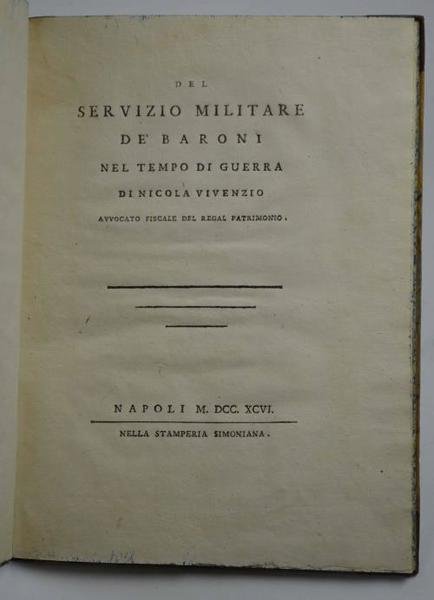 DEL
SERVIZIO MILITARE
DE' BARONI
NEL TEMPO DI GUERRA
DI NICOLA VIVENZIO
AVVOCATO FISCALE DEL REGAL PATRIMONIO.
NAPOLI M. DCC. XCVI.
NELLA STAMPERIA SIMONIANA.